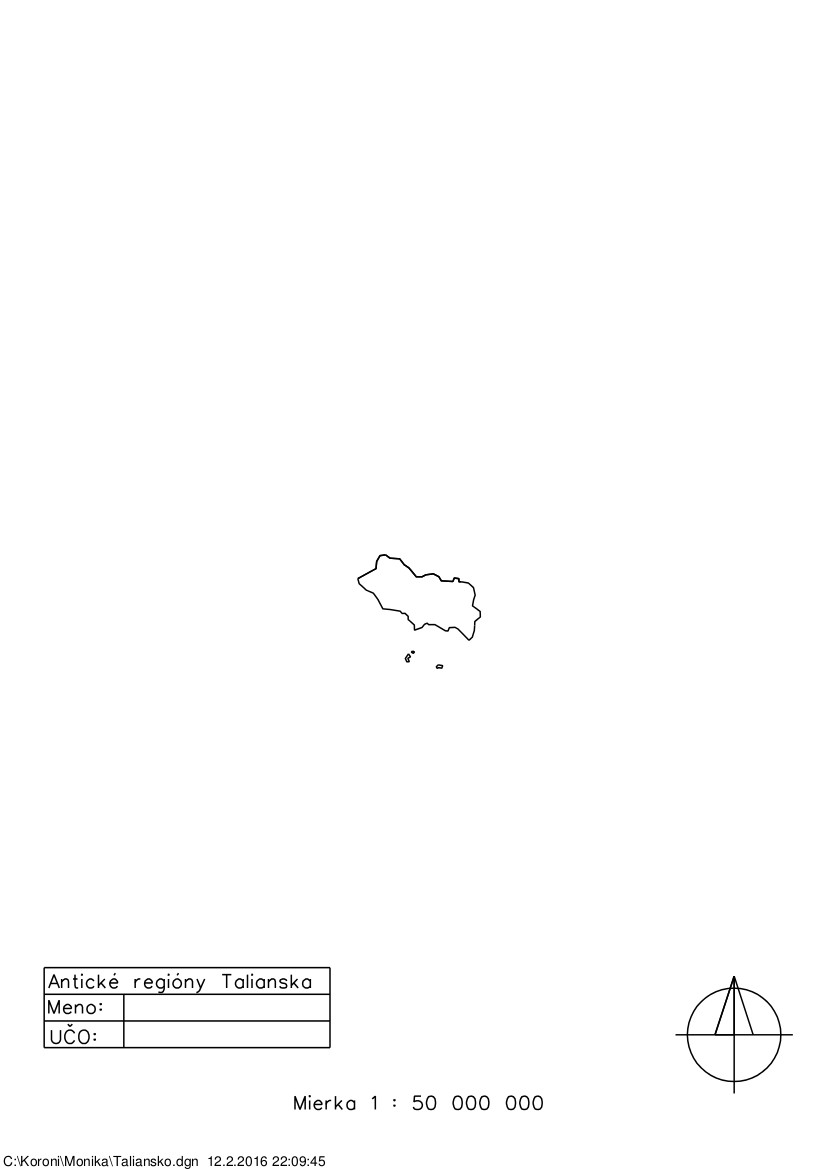 Antické regióny Talianska
Meno:
UČO:
Mierka 1 : 50 000 000
C:\Koroni\Monika\Taliansko.dgn 12.2.2016 22:09:45